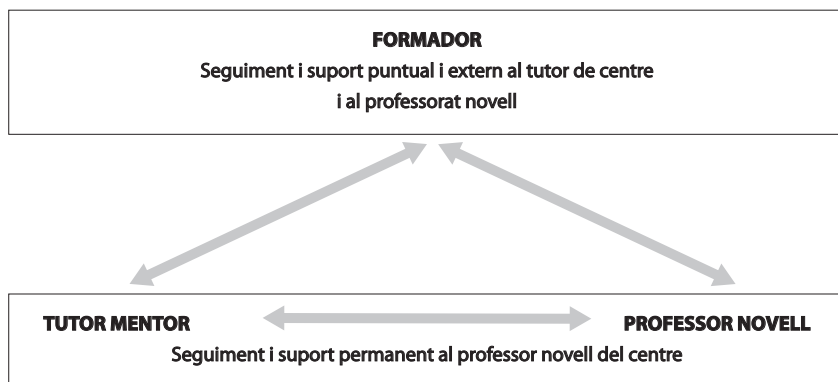 FORMADOR
Seguiment i suport puntual i extern al tutor de centre
i al professorat novell
TUTOR MENTOR
PROFESSOR NOVELL
Seguiment i suport permanent al professor novell del centre